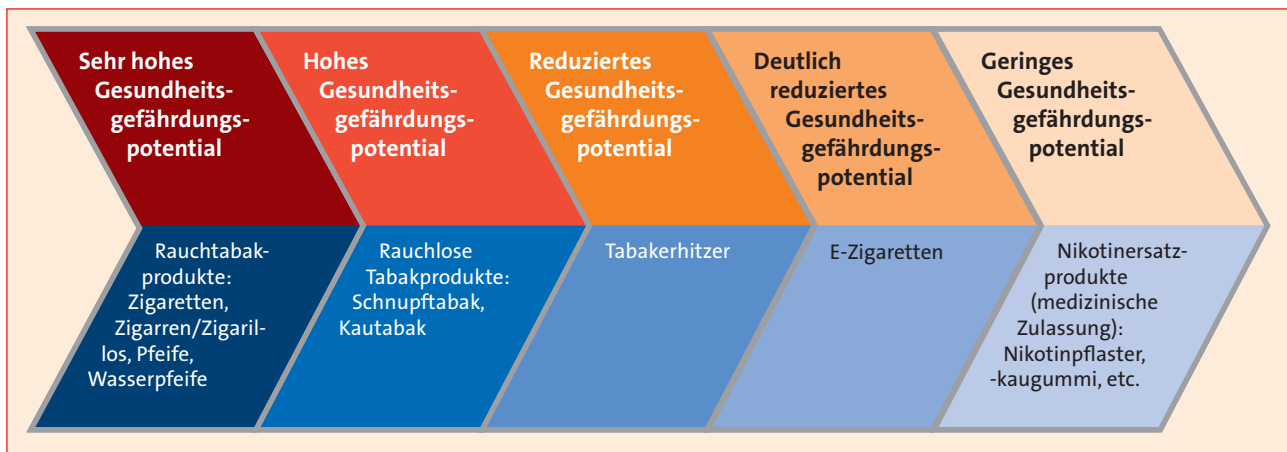 Sehr hohes
Gesundheits-
gefährdungs-
potential
Rauchtabak-
produkte:
Zigaretten,
Zigarren/Zigaril-
los, Pfeife,
Wasserpfeife
Hohes
Gesundheits-
gefährdungs-
potential
Rauchlose
Tabakprodukte:
Schnupftabak,
Kautabak
Reduziertes
Gesundheits-
gefährdungs-
potential
Tabakerhitzer
Deutlich
reduziertes
Gesundheits-
gefährdungs-
potential
E-Zigaretten
Geringes
Gesundheits-
gefährdungs-
potential
Nikotinersatz-
produkte
(medizinische
Zulassung):
Nikotinpflaster,
-kaugummi, etc.